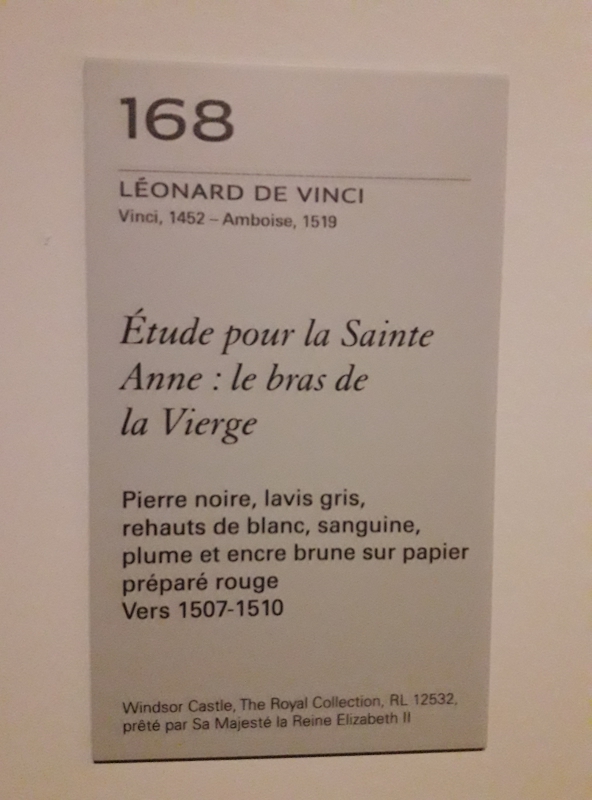 168
LÉONARD DE VINCI
Vinci, 1452 – Amboise, 1519
Étude pour la Sainte
Anne : le bras de
la Vierge
Pierre noire, lavis gris,
rehauts de blanc, sanguine,
plume et encre brune sur papier
préparé rouge
Vers 1507-1510
Windsor Castle, The Royal Collection, RL 12532,
prêté par Sa Majesté la Reine Elizabeth II